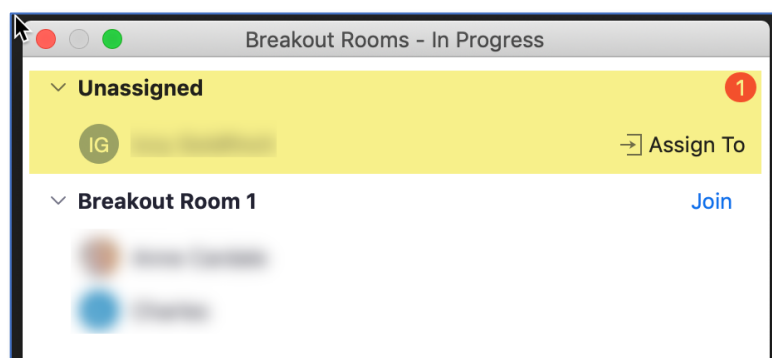 Breakout Rooms - In Progress
Unassigned 1
IG Assign To
Breakout Room 1 Join